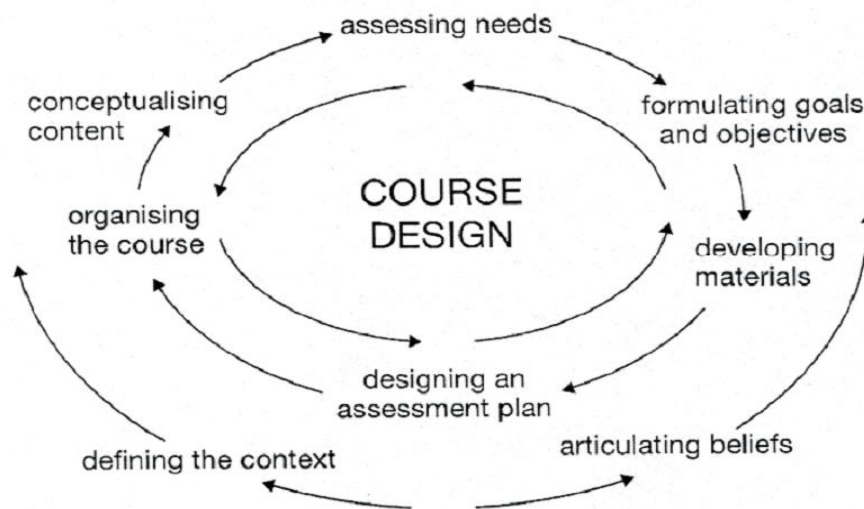 assessing needs
conceptualising
content
formulating goals
and objectives
COURSE
DESIGN
organising
the course
developing
materials
designing an
assessment plan
defining the context
articulating beliefs